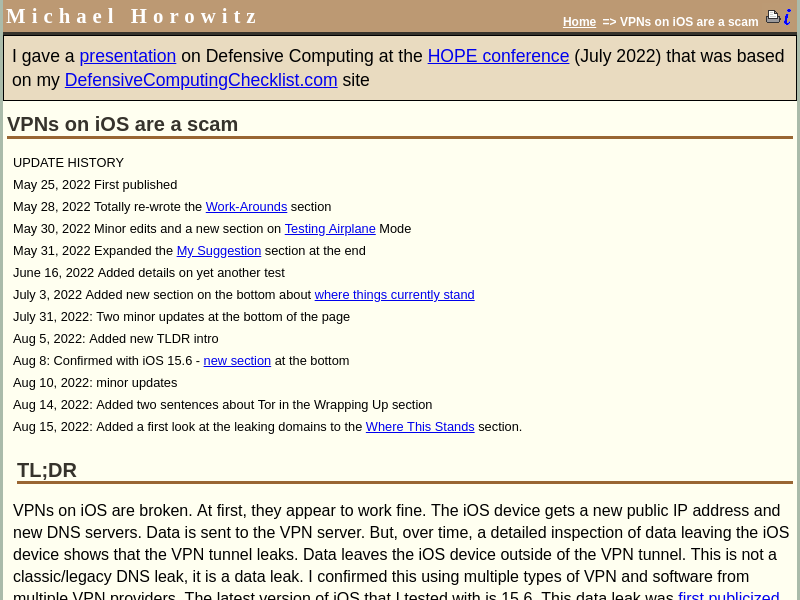 Michael Horowitz
Home => VPNs on iOS are a scam
I gave a presentation on Defensive Computing at the HOPE conference (July 2022) that was based
on my DefensiveComputingChecklist.com site
VPNs on iOS are a scam
UPDATE HISTORY
May 25, 2022 First published
May 28, 2022 Totally re-wrote the Work-Arounds section
May 30, 2022 Minor edits and a new section on Testing Airplane Mode
May 31, 2022 Expanded the My Suggestion section at the end
June 16, 2022 Added details on yet another test
July 3, 2022 Added new section on the bottom about where things currently stand
July 31, 2022: Two minor updates at the bottom of the page
Aug 5, 2022: Added new TLDR intro
Aug 8: Confirmed with iOS 15.6 - new section at the bottom
Aug 10, 2022: minor updates
Aug 14, 2022: Added two sentences about Tor in the Wrapping Up section
Aug 15, 2022: Added a first look at the leaking domains to the Where This Stands section.
TL;DR
VPNs on iOS are broken. At first, they appear to work fine. The iOS device gets a new public IP address and
new DNS servers. Data is sent to the VPN server. But, over time, a detailed inspection of data leaving the iOS
device shows that the VPN tunnel leaks. Data leaves the iOS device outside of the VPN tunnel. This is not a
classic/legacy DNS leak, it is a data leak. I confirmed this using multiple types of VPN and software from
multiple VPN providers. The latest version of iOS that I tested with is 15.6. This data leak was first publicized